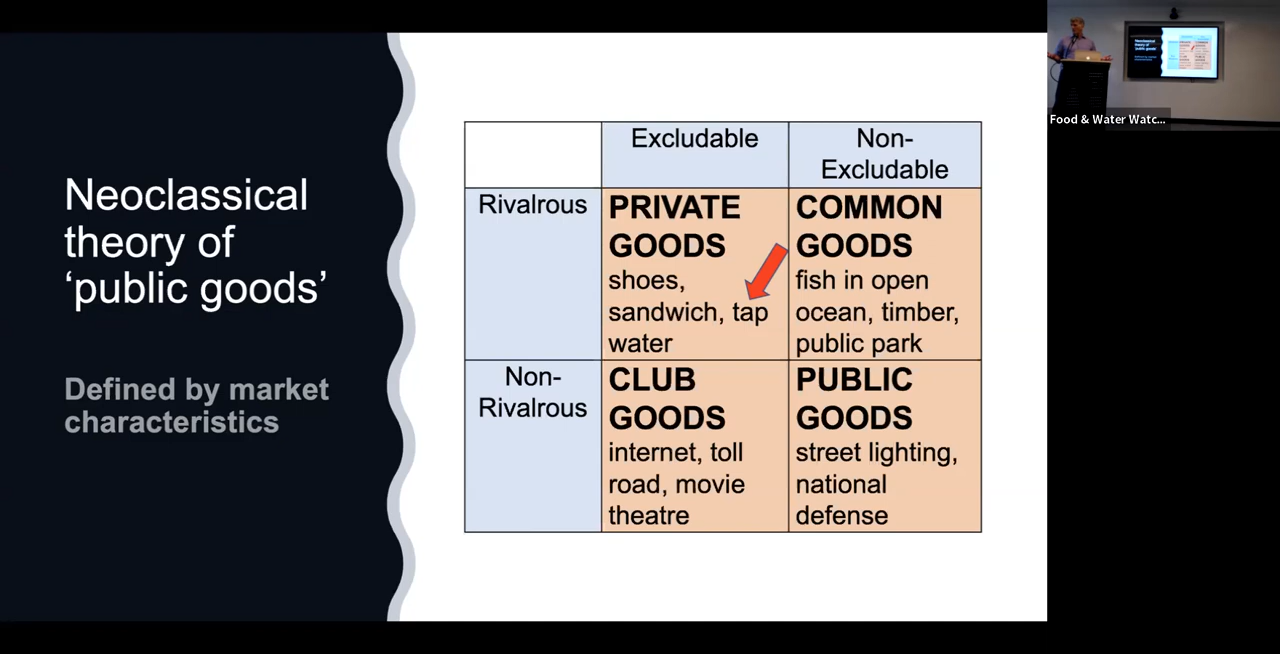 Neoclassical
theory of
‘public goods’
Defined by market
characteristics
Excludable
Non-
Excludable
Rivalrous
PRIVATE
GOODS
shoes,
sandwich, tap
water
COMMON
GOODS
fish in open
ocean, timber,
public park
Non-
Rivalrous
CLUB
GOODS
internet, toll
road, movie
theatre
PUBLIC
GOODS
street lighting,
national
defense
Food & Water Watc...